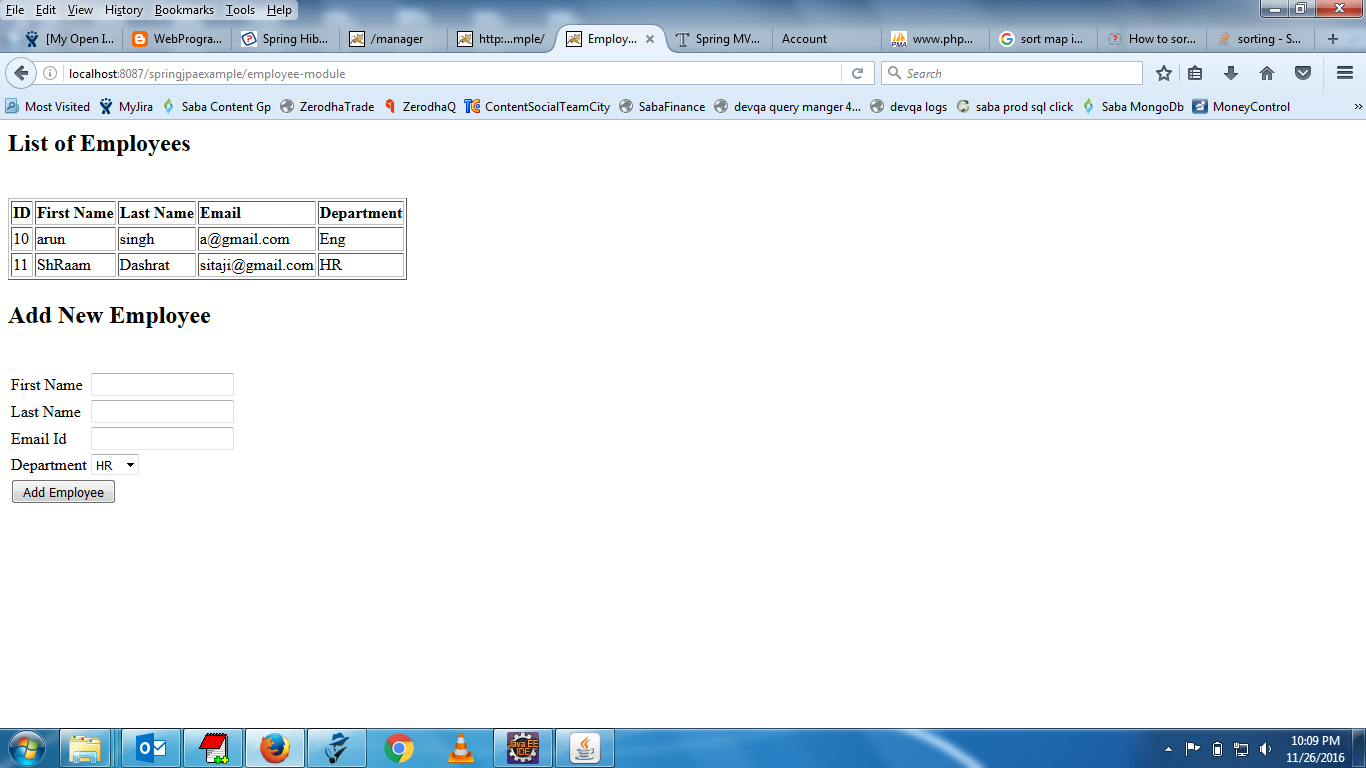 File Edit View History Bookmarks Tools Help
[My Open I... WebProgra... Spring Hib... /manager http:...mple/ Employ... Spring MV... Account www.php... sort map i... How to sor... sorting - S...
localhost:8087/springjpaexample/employee-module Search
Most Visited MyJira Saba Content Gp ZerodhaTrade ZerodhaQ ContentSocialTeamCity SabaFinance devqa query manger 4... devqa logs saba prod sql click Saba MongoDb MoneyControl »
List of Employees
ID First Name Last Name Email Department
10 arun singh a@gmail.com Eng
11 ShRaam Dashrat sitaji@gmail.com HR
Add New Employee
First Name
Last Name
Email Id
Department HR
Add Employee
Java EE
IDE
10:09 PM
11/26/2016